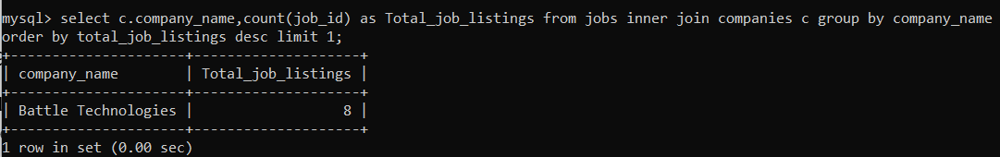 mysql> select c.company_name,count(job_id) as Total_job_listings from jobs inner join companies c group by company_name
order by total_job_listings desc limit 1;
+---------------------+--------------------+
| company_name        | Total_job_listings |
+---------------------+--------------------+
| Battle Technologies |                  8 |
+---------------------+--------------------+
1 row in set (0.00 sec)